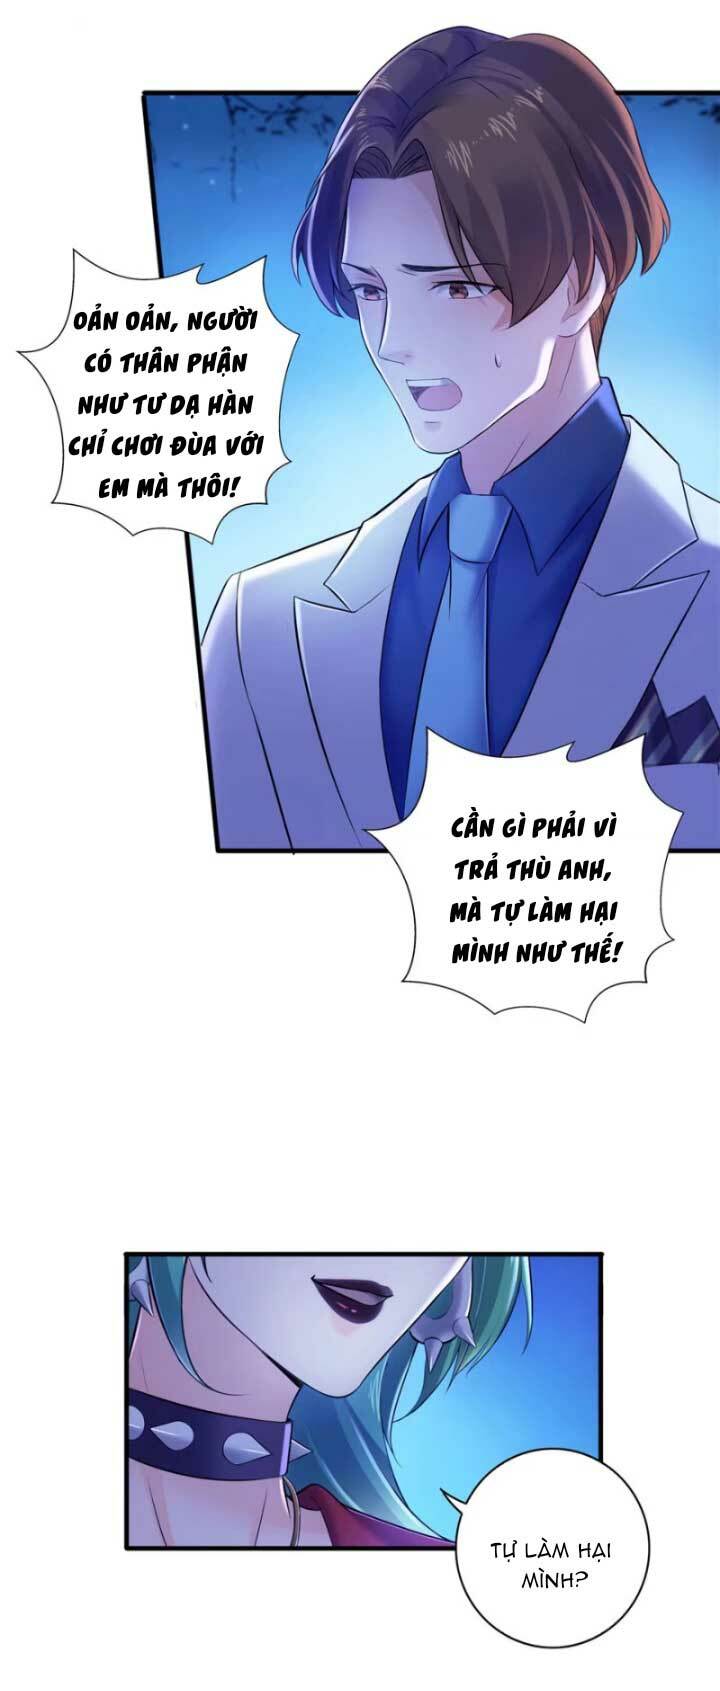 OẢN OẢN, NGƯỜI
CÓ THÂN PHẬN
NHƯ TƯ DẠ HÀN
CHỈ CHƠI ĐÙA VỚI
EM MÀ THÔI!
CẦN GÌ PHẢI VÌ
TRẢ THÙ ANH,
MÀ TỰ LÀM HẠI
MÌNH NHƯ THẾ!
TỰ LÀM HẠI
MÌNH?